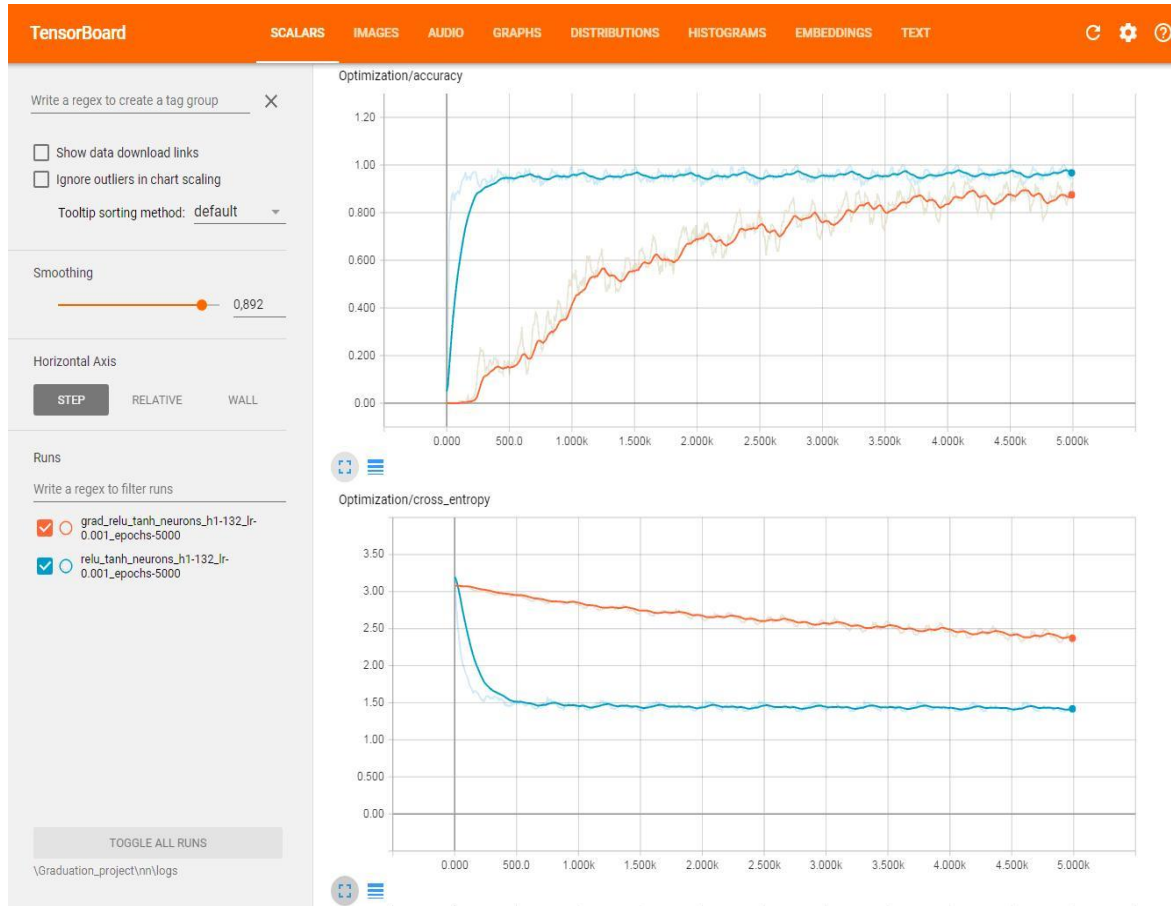 TensorBoard SCALARS IMAGES AUDIO GRAPHS DISTRIBUTIONS HISTOGRAMS EMBEDDINGS TEXT
Write a regex to create a tag group
Show data download links
Ignore outliers in chart scaling
Tooltip sorting method: default
Smoothing
0,892
Horizontal Axis
STEP RELATIVE WALL
Runs
Write a regex to filter runs
grad_relu_tanh_neurons_h1-132_lr-
0.001_epochs-5000
relu_tanh_neurons_h1-132_lr-
0.001_epochs-5000
TOGGLE ALL RUNS
\Graduation_project\nn\logs
Optimization/accuracy
1.20
1.00
0.800
0.600
0.400
0.200
0.00
0.000 500.0 1.000k 1.500k 2.000k 2.500k 3.000k 3.500k 4.000k 4.500k 5.000k
Optimization/cross_entropy
3.50
3.00
2.50
2.00
1.50
1.00
0.500
0.00
0.000 500.0 1.000k 1.500k 2.000k 2.500k 3.000k 3.500k 4.000k 4.500k 5.000k